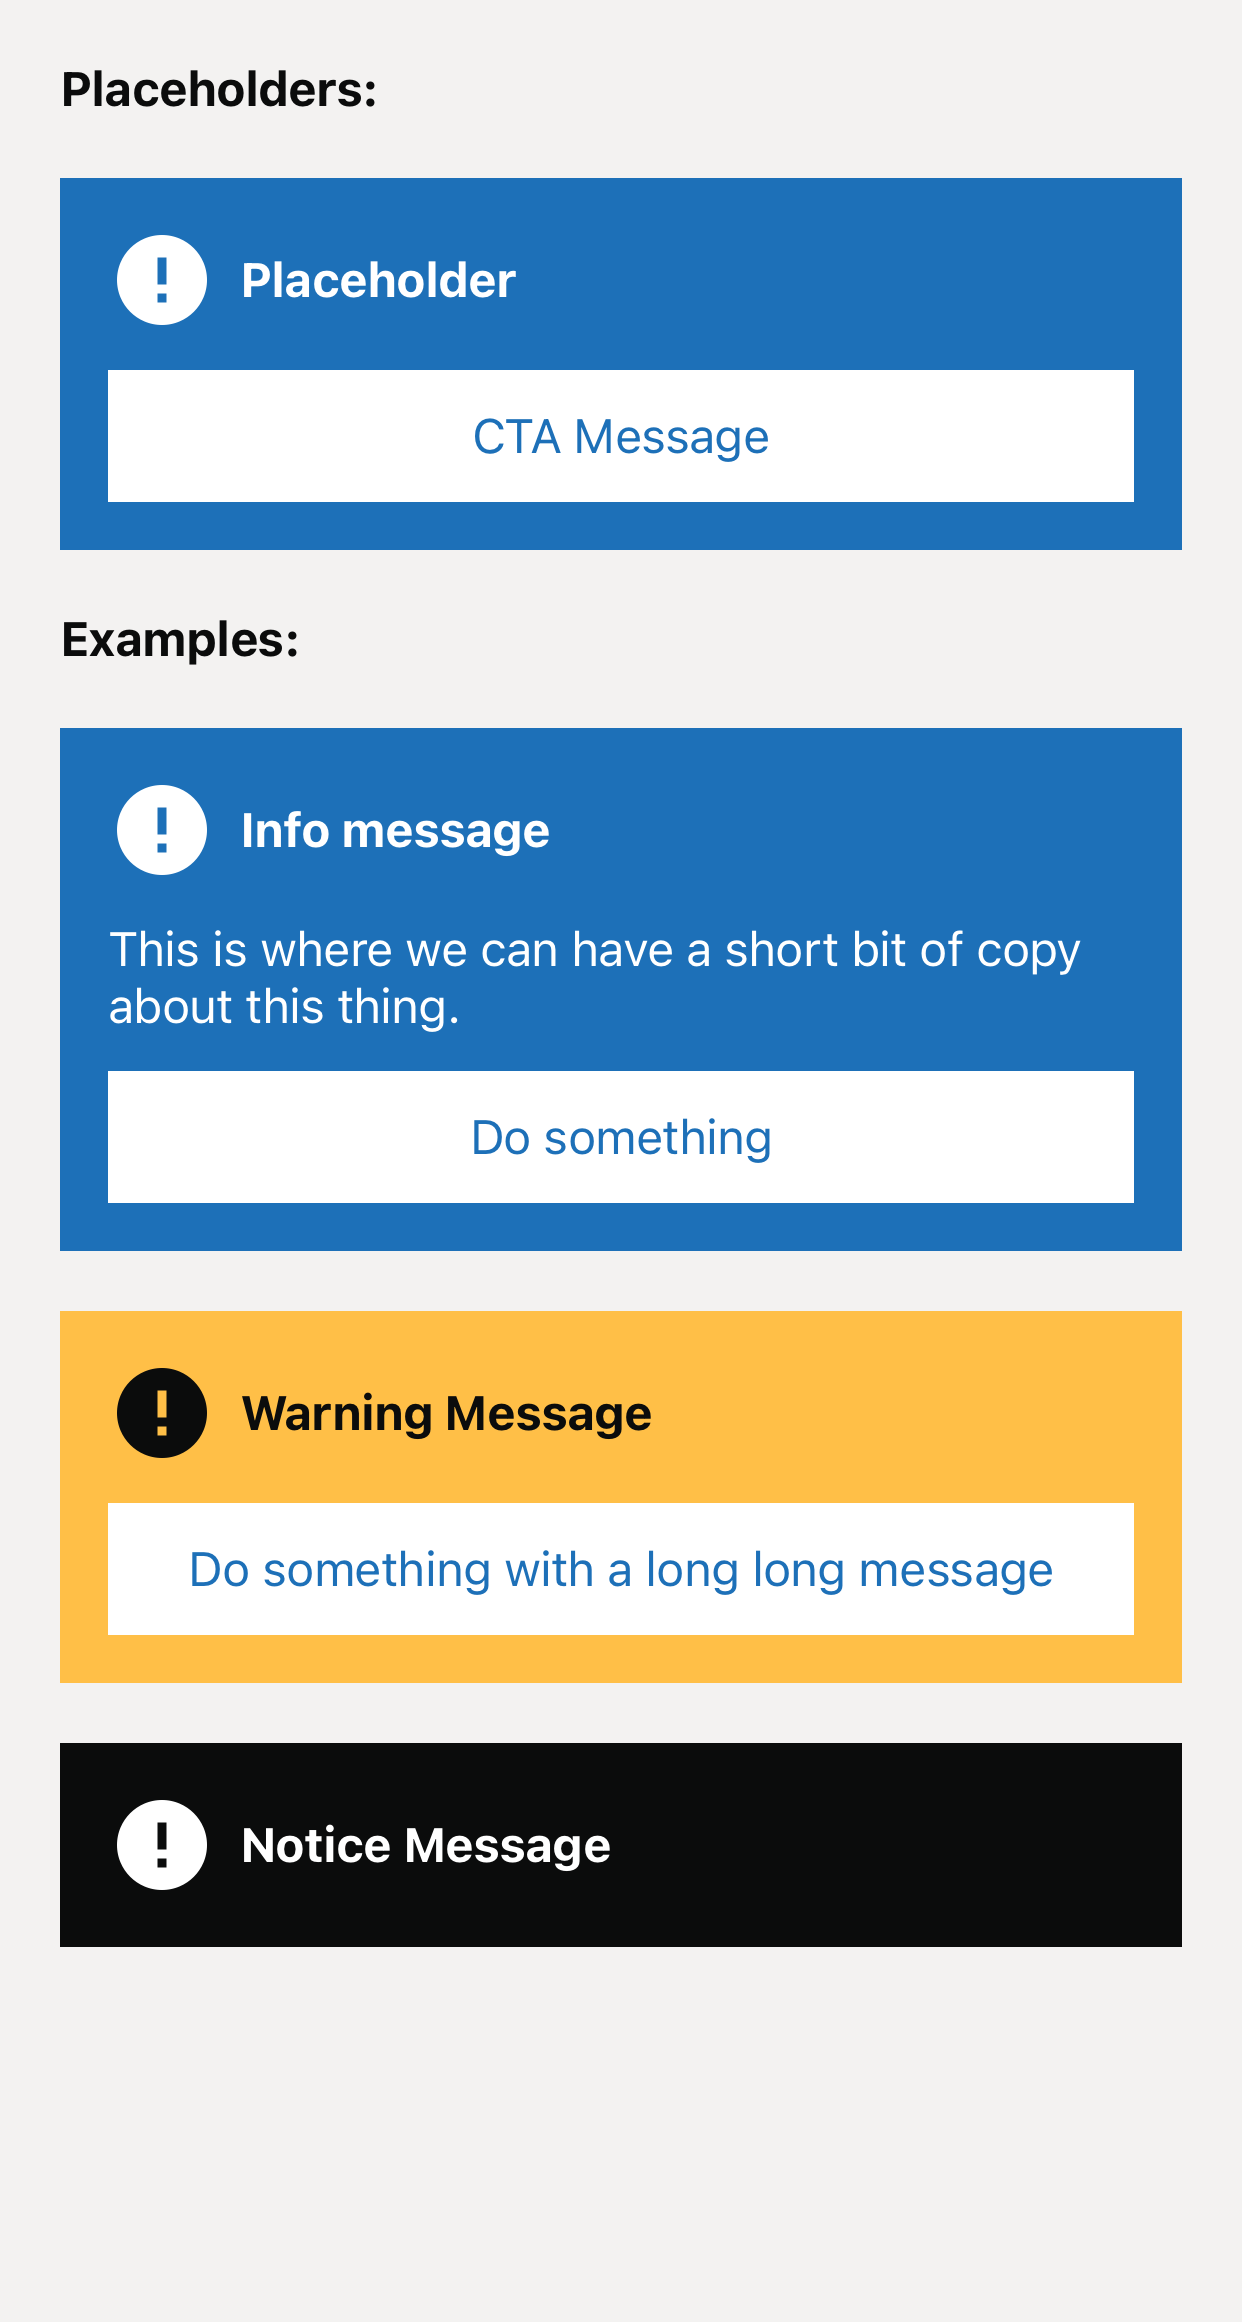 Placeholders:
Placeholder
CTA Message
Examples:
Info message
This is where we can have a short bit of copy
about this thing.
Do something
Warning Message
Do something with a long long message
Notice Message